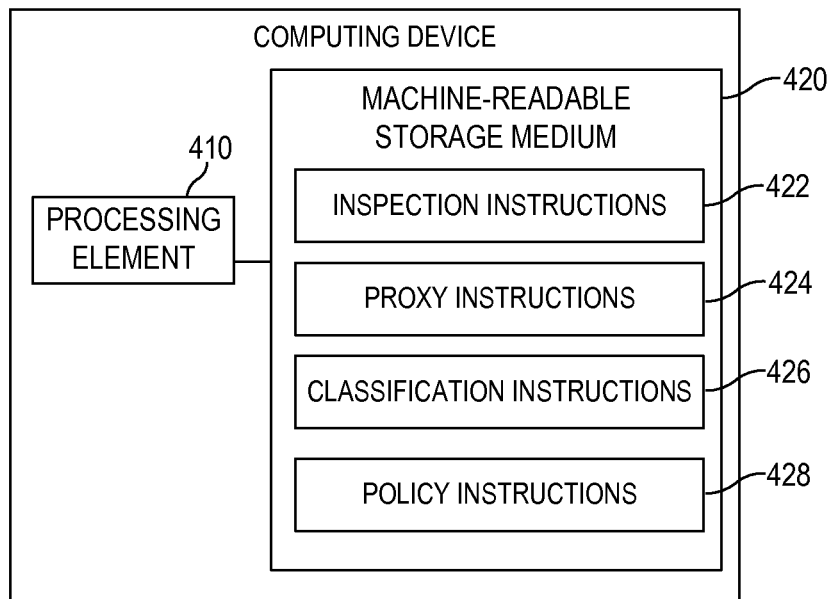 COMPUTING DEVICE
MACHINE-READABLE
STORAGE MEDIUM
420
410
PROCESSING
ELEMENT
INSPECTION INSTRUCTIONS
422
PROXY INSTRUCTIONS
424
CLASSIFICATION INSTRUCTIONS
426
POLICY INSTRUCTIONS
428